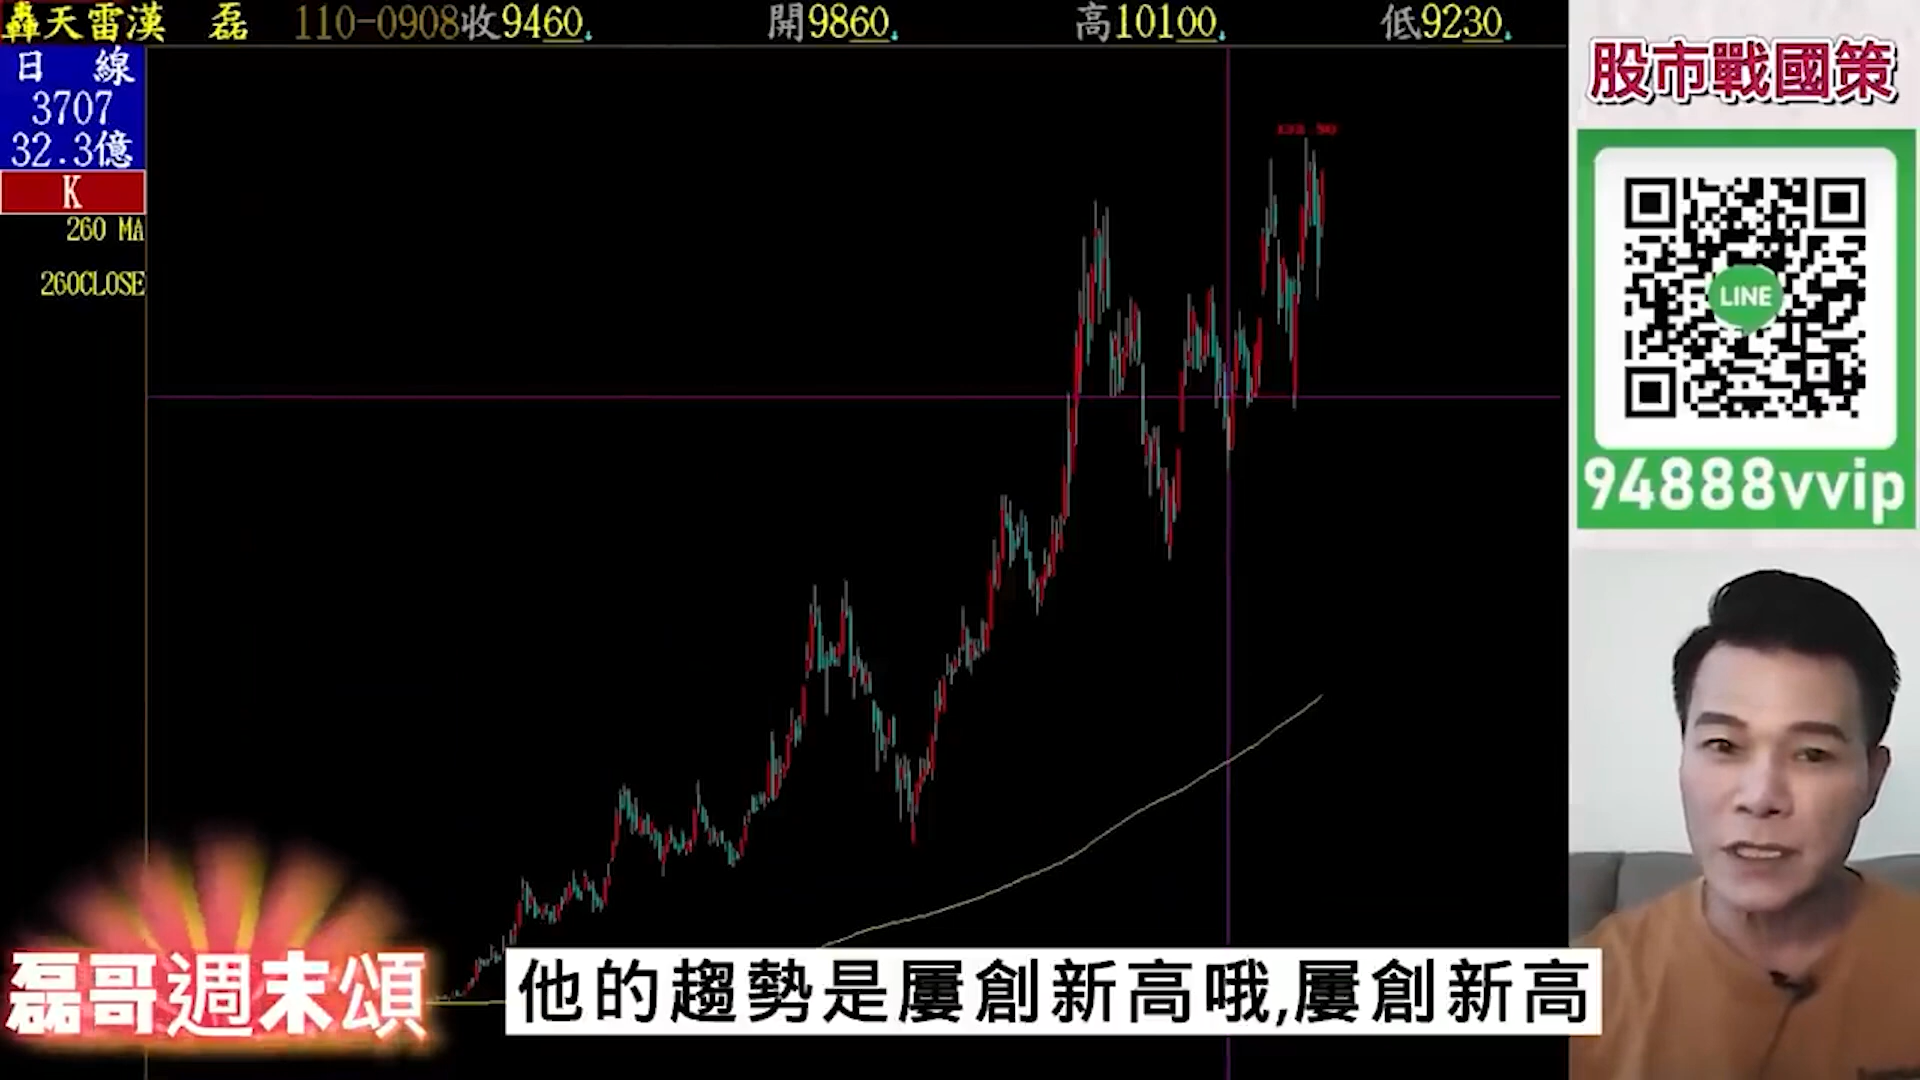 轟天雷漢 磊 110-0908收9460. 開9860. 高10100. 低9230.
日 線
3707
32.3億
K
260 MA
260CLOSE
股市戰國策
LINE
94888vvip
磊哥週末頌
他的趨勢是屢創新高哦,屢創新高